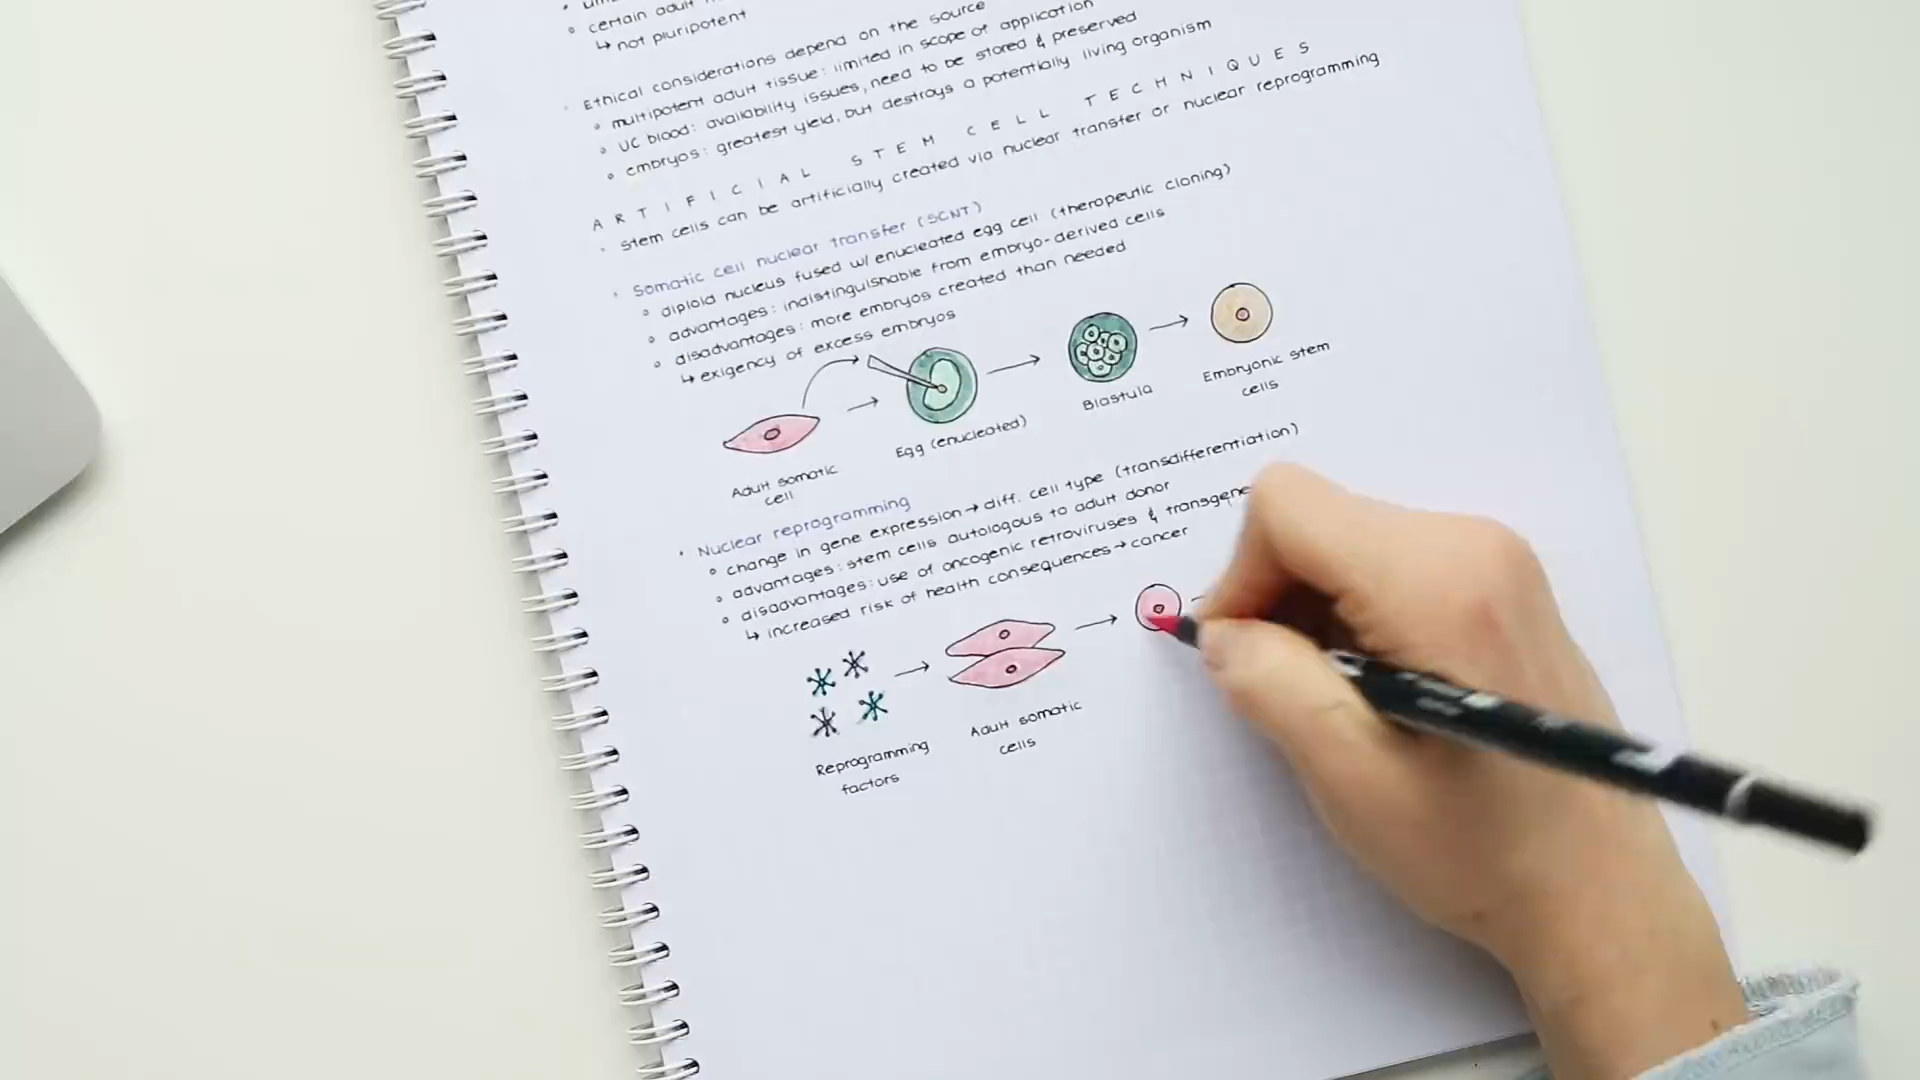 certain adult
↳ not pluripotent
Ethical considerations depend on the source
multipotent adult tissue: limited in scope of application
UC blood: availability issues, need to be stored & preserved
embryos: greatest yield, but destroys a potentially living organism
ARTIFICIAL STEM CELL TECHNIQUES
stem cells can be artificially created via nuclear transfer or nuclear reprogramming
Somatic cell nuclear transfer (SCNT)
diploid nucleus fused w/ enucleated egg cell (therapeutic cloning)
advantages: indistinguishable from embryo-derived cells
disadvantages: more embryos created than needed
↳ exigency of excess embryos
Adult somatic
cell
Egg (enucleated)
Blastula
Embryonic stem
cells
Nuclear reprogramming
change in gene expression → diff. cell type (transdifferentiation)
advantages: stem cells autologous to adult donor
disadvantages: use of oncogenic retroviruses & transgene
↳ increased risk of health consequences → cancer
Reprogramming
factors
Adult somatic
cells